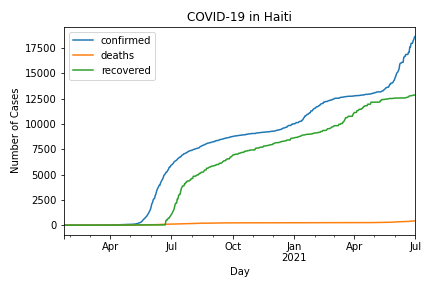 COVID-19 in Haiti
confirmed
deaths
recovered
Number of Cases
17500
15000
12500
10000
7500
5000
2500
0
Apr
Jul
Oct
Jan
2021
Apr
Jul
Day